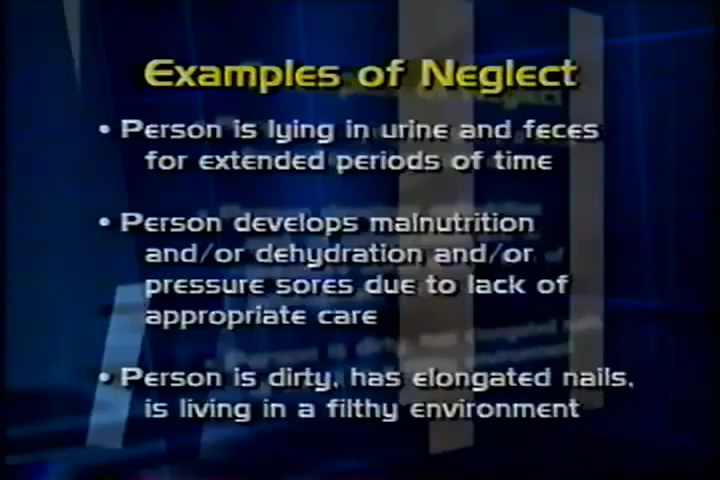 Examples of Neglect
• Person is lying in urine and feces
for extended periods of time
• Person develops malnutrition
and/or dehydration and/or
pressure sores due to lack of
appropriate care
• Person is dirty, has elongated nails,
is living in a filthy environment